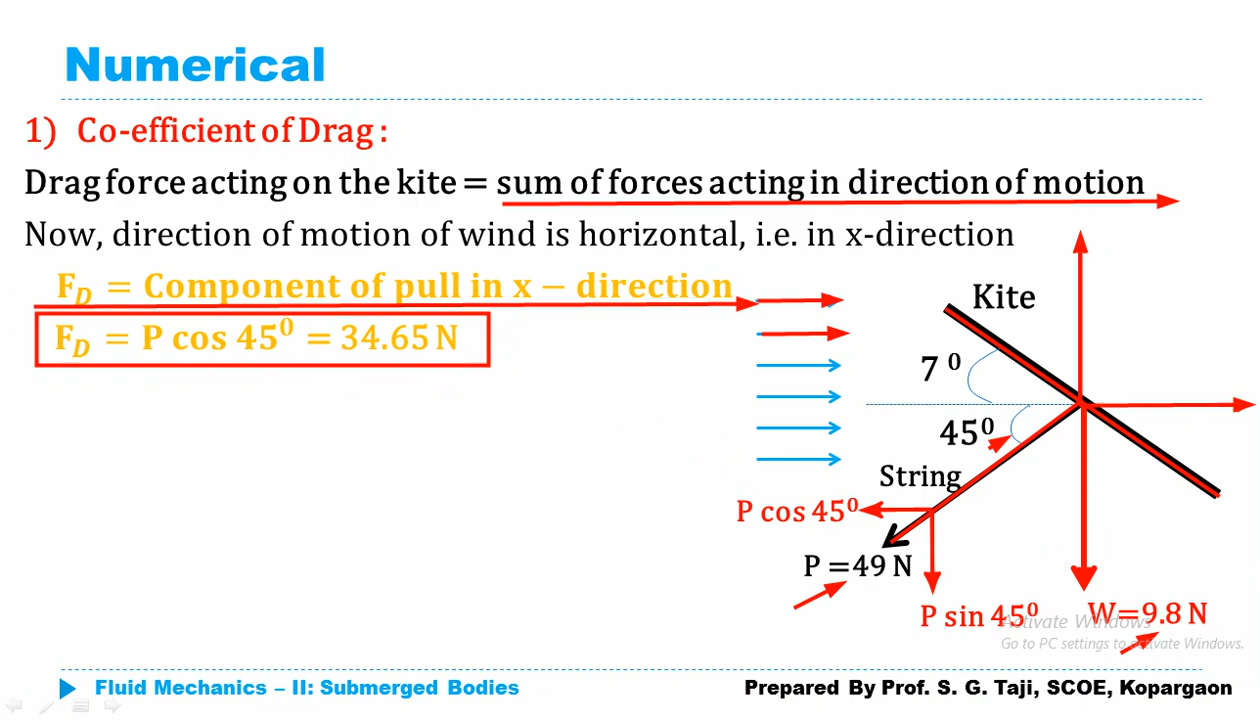 Numerical
1) Co-efficient of Drag :
Drag force acting on the kite = sum of forces acting in direction of motion
Now, direction of motion of wind is horizontal, i.e. in x-direction
F_D = Component of pull in x − direction
F_D = P cos 45⁰ = 34.65 N
Kite
7 ⁰
45⁰
String
P cos 45⁰
P = 49 N
P sin 45⁰
W=9.8 N
Activate Windows
Go to PC settings to activate Windows.
Fluid Mechanics – II: Submerged Bodies
Prepared By Prof. S. G. Taji, SCOE, Kopargaon